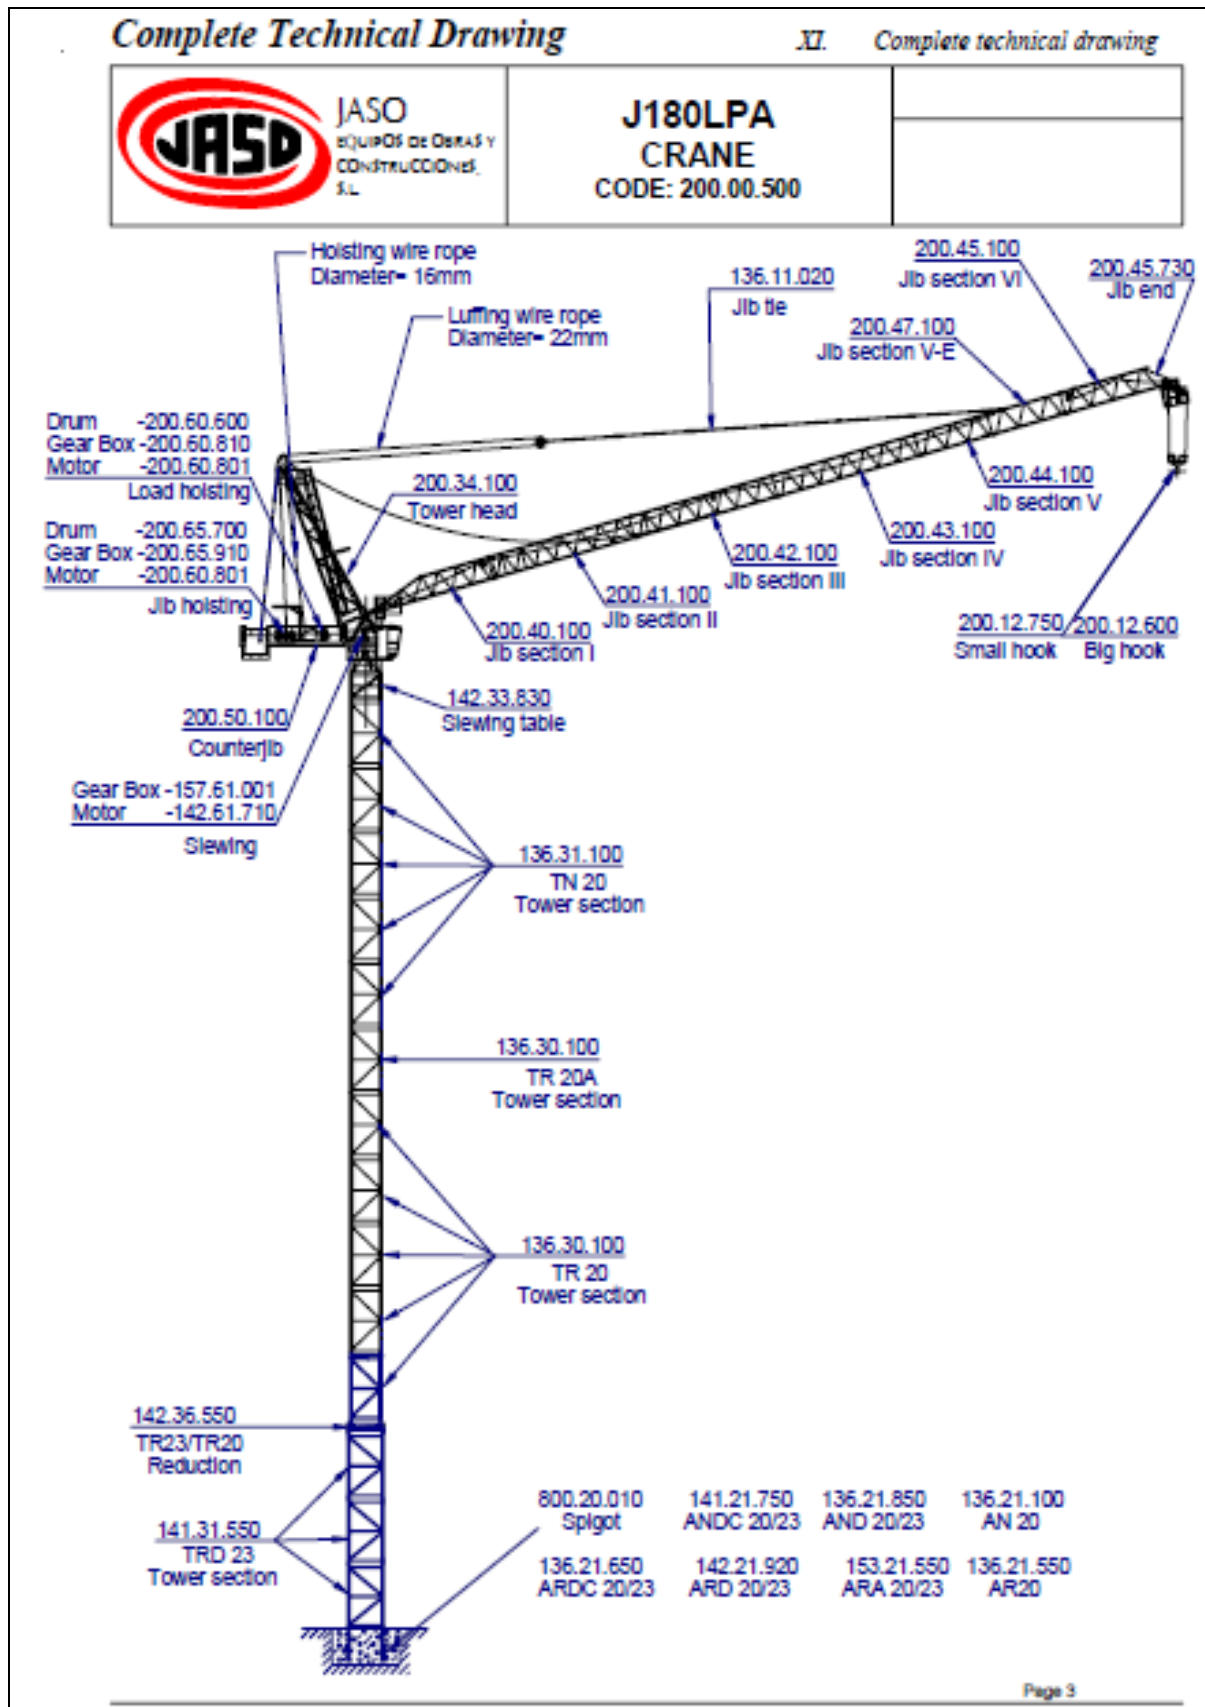 Complete Technical Drawing
XI. Complete technical drawing
JASO
JASO
EQUIPOS DE OBRAS Y
CONSTRUCCIONES,
S.L.
J180LPA
CRANE
CODE: 200.00.500
Hoisting wire rope
Diameter= 16mm
Luffing wire rope
Diameter= 22mm
136.11.020
Jib tie
200.45.100
Jib section VI
200.45.730
Jib end
200.47.100
Jib section V-E
Drum -200.60.600
Gear Box -200.60.810
Motor -200.60.801
Load hoisting
Drum -200.65.700
Gear Box -200.65.910
Motor -200.60.801
Jib hoisting
200.34.100
Tower head
200.44.100
Jib section V
200.43.100
Jib section IV
200.42.100
Jib section III
200.41.100
Jib section II
200.40.100
Jib section I
200.12.750
Small hook
200.12.600
Big hook
142.33.830
Slewing table
200.50.100
Counterjib
Gear Box -157.61.001
Motor -142.61.710
Slewing
136.31.100
TN 20
Tower section
136.30.100
TR 20A
Tower section
136.30.100
TR 20
Tower section
142.36.550
TR23/TR20
Reduction
141.31.550
TRD 23
Tower section
800.20.010 141.21.750 136.21.850 136.21.100
Spigot ANDC 20/23 AND 20/23 AN 20
136.21.650 142.21.920 153.21.550 136.21.550
ARDC 20/23 ARD 20/23 ARA 20/23 AR20
Page 3